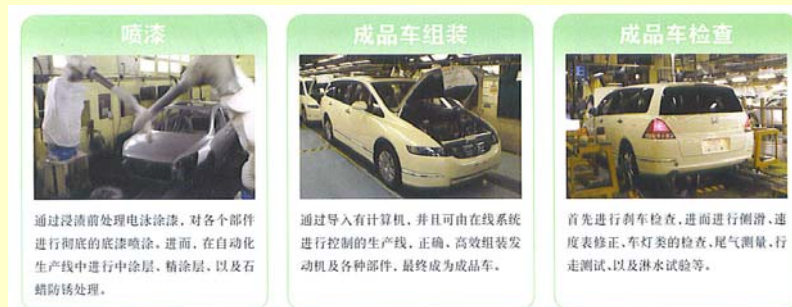 喷漆
通过浸渍前处理电泳涂漆，对各个部件
进行彻底的底漆喷涂。进而，在自动化
生产线中进行中涂层、精涂层、以及石
蜡防锈处理。
成品车组装
通过导入有计算机，并且可由在线系统
进行控制的生产线，正确、高效组装发
动机及各种部件，最终成为成品车。
成品车检查
首先进行刹车检查，进而进行侧滑、速
度表修正、车灯类的检查、尾气测量、行
走测试、以及淋水试验等。